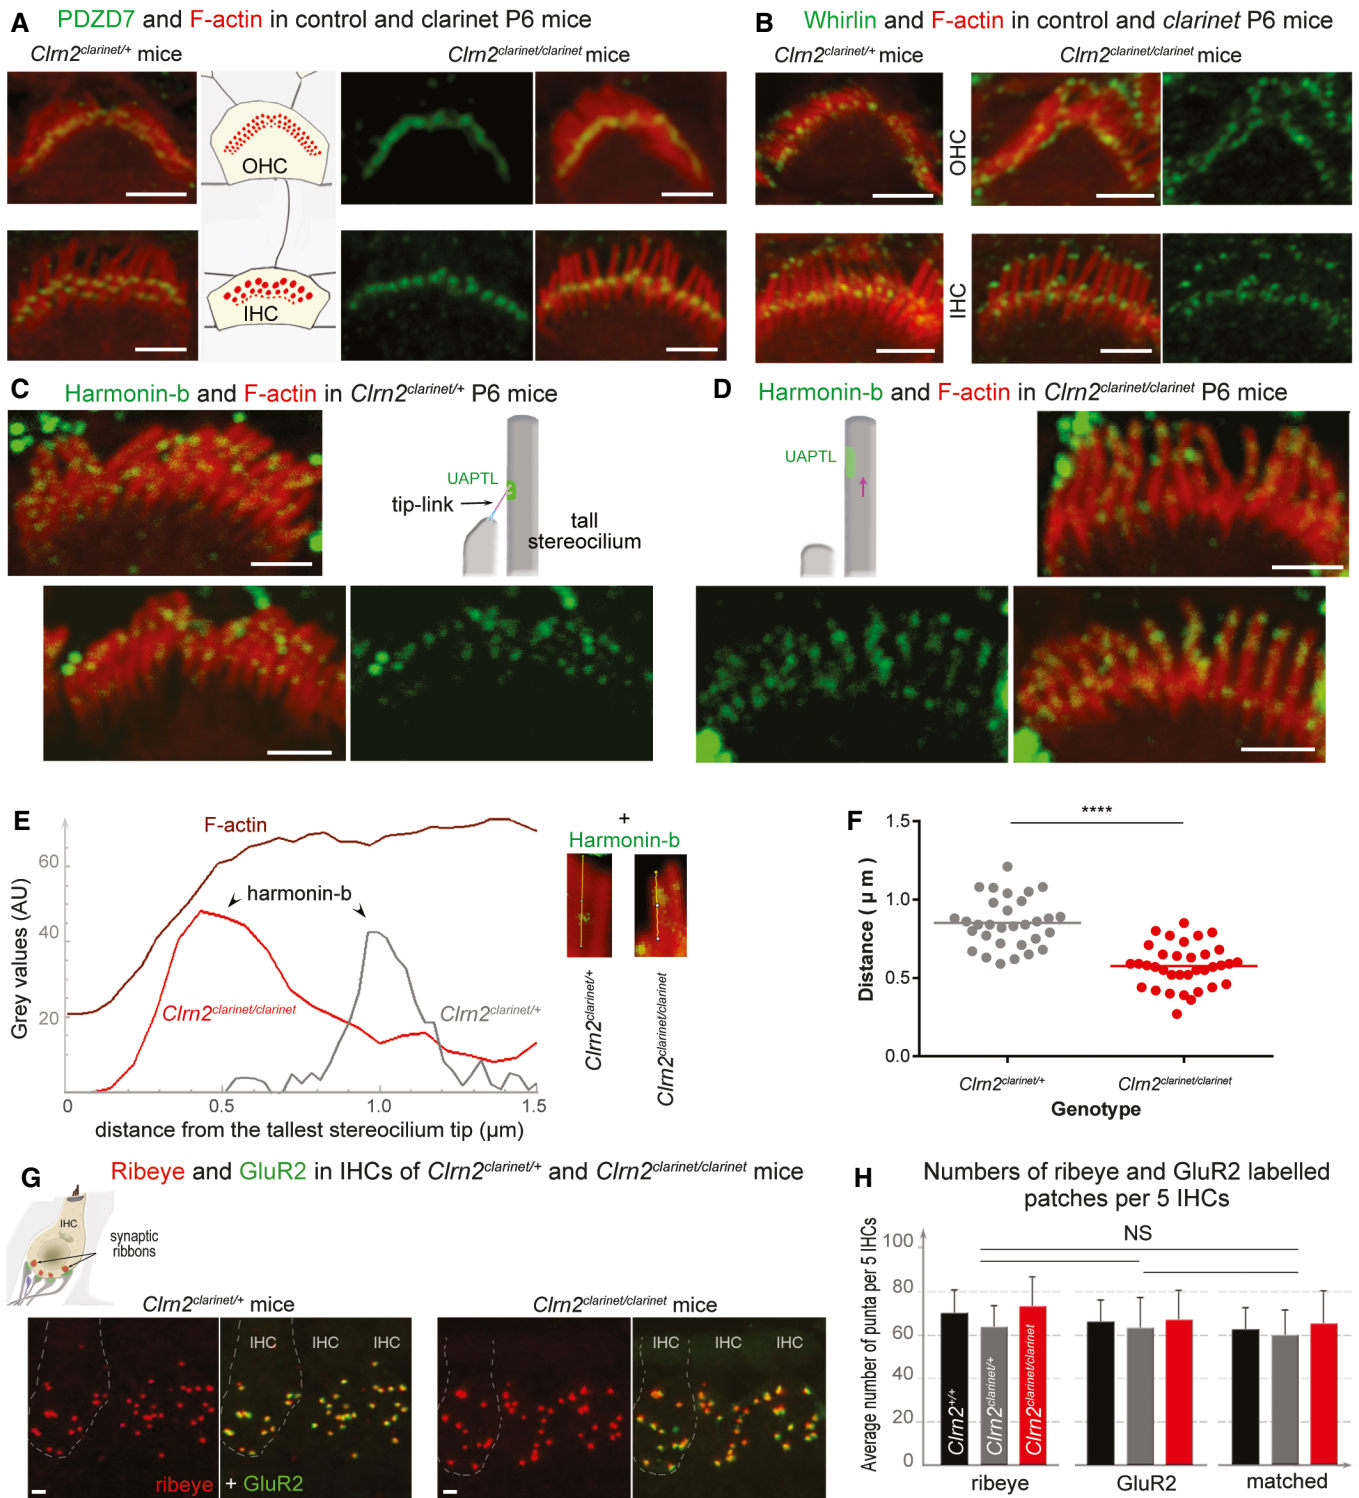 A
PDZD7 and F-actin in control and clarinet P6 mice
Clrn2clarinet/+ mice
Clrn2clarinet/clarinet mice
OHC
IHC
B
Whirlin and F-actin in control and clarinet P6 mice
Clrn2clarinet/+ mice
Clrn2clarinet/clarinet mice
OHC
IHC
C
Harmonin-b and F-actin in Clrn2clarinet/+ P6 mice
UAPTL
tip-link
tall
stereocilium
D
Harmonin-b and F-actin in Clrn2clarinet/clarinet P6 mice
UAPTL
E
F-actin
harmonin-b
Clrn2clarinet/clarinet
Clrn2clarinet/+
Grey values (AU)
60
40
20
0
0.5
1.0
1.5
distance from the tallest stereocilium tip (µm)
+
Harmonin-b
Clrn2clarinet/+
Clrn2clarinet/clarinet
F
****
Distance ( µ m )
1.5
1.0
0.5
0.0
Clrn2clarinet/+
Clrn2clarinet/clarinet
Genotype
G
Ribeye and GluR2 in IHCs of Clrn2clarinet/+ and Clrn2clarinet/clarinet mice
IHC
synaptic
ribbons
Clrn2clarinet/+ mice
Clrn2clarinet/clarinet mice
IHC IHC IHC
IHC IHC IHC
ribeye + GluR2
H
Numbers of ribeye and GluR2 labelled
patches per 5 IHCs
NS
Average number of punta per 5 IHCs
100
80
60
40
20
0
Clrn2+/+
Clrn2clarinet/+
Clrn2clarinet/clarinet
ribeye
GluR2
matched